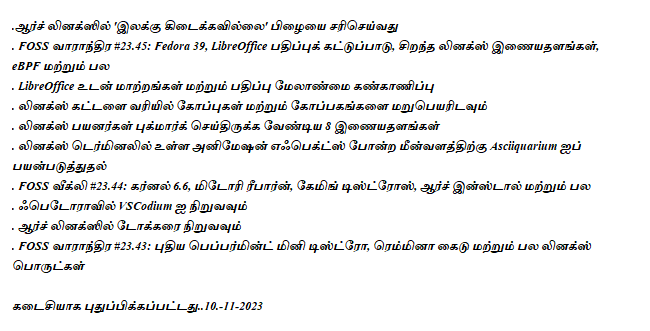 .ஆர்ச் லினக்ஸில் 'இலக்கு கிடைக்கவில்லை' பிழையை சரிசெய்வது
. FOSS வாராந்திர #23.45: Fedora 39, LibreOffice பதிப்புக் கட்டுப்பாடு, சிறந்த லினக்ஸ் இணையதளங்கள்,
eBPF மற்றும் பல
. LibreOffice உடன் மாற்றங்கள் மற்றும் பதிப்பு மேலாண்மை கண்காணிப்பு
. லினக்ஸ் கட்டளை வரியில் கோப்புகள் மற்றும் கோப்பகங்களை மறுபெயரிடவும்
. லினக்ஸ் பயனர்கள் புக்மார்க் செய்திருக்க வேண்டிய 8 இணையதளங்கள்
. லினக்ஸ் டெர்மினலில் உள்ள அனிமேஷன் எஃபெக்ட்ஸ் போன்ற மீன்வளத்திற்கு Asciiquarium ஐப்
பயன்படுத்துதல்
. FOSS வீக்லி #23.44: கர்னல் 6.6, மிடோரி ரீபார்ன், கேமிங் டிஸ்ட்ரோஸ், ஆர்ச் இன்ஸ்டால் மற்றும் பல
. ஃபெடோராவில் VSCodium ஐ நிறுவவும்
. ஆர்ச் லினக்ஸில் டோக்கரை நிறுவவும்
. FOSS வாராந்திர #23.43: புதிய பெப்பர்மின்ட் மினி டிஸ்ட்ரோ, ரெம்மினா கைடு மற்றும் பல லினக்ஸ்
பொருட்கள்
கடைசியாக புதுப்பிக்கப்பட்டது..10.-11-2023